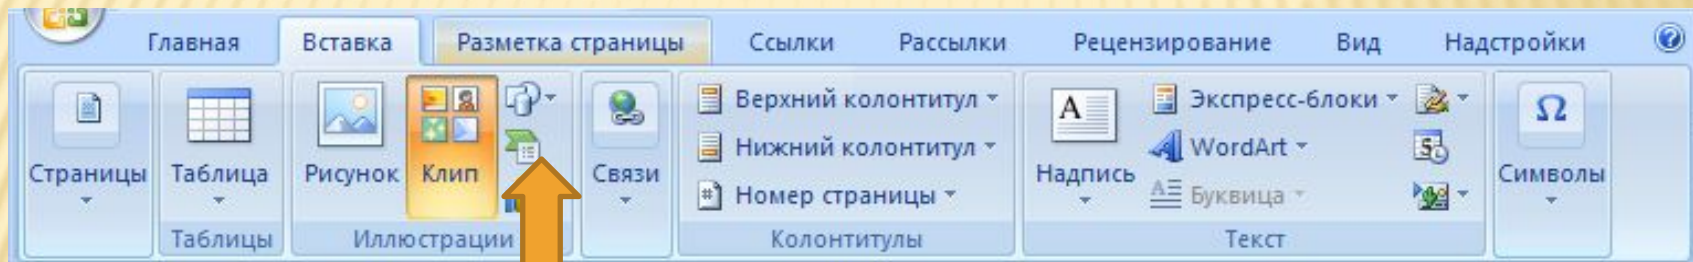 Главная Вставка Разметка страницы Ссылки Рассылки Рецензирование Вид Надстройки
Страницы
Таблица
Таблицы
Рисунок Клип
Иллюстрации
Связи
Верхний колонтитул
Нижний колонтитул
Номер страницы
Колонтитулы
Надпись
Экспресс-блоки
WordArt
Буквица
Текст
Символы